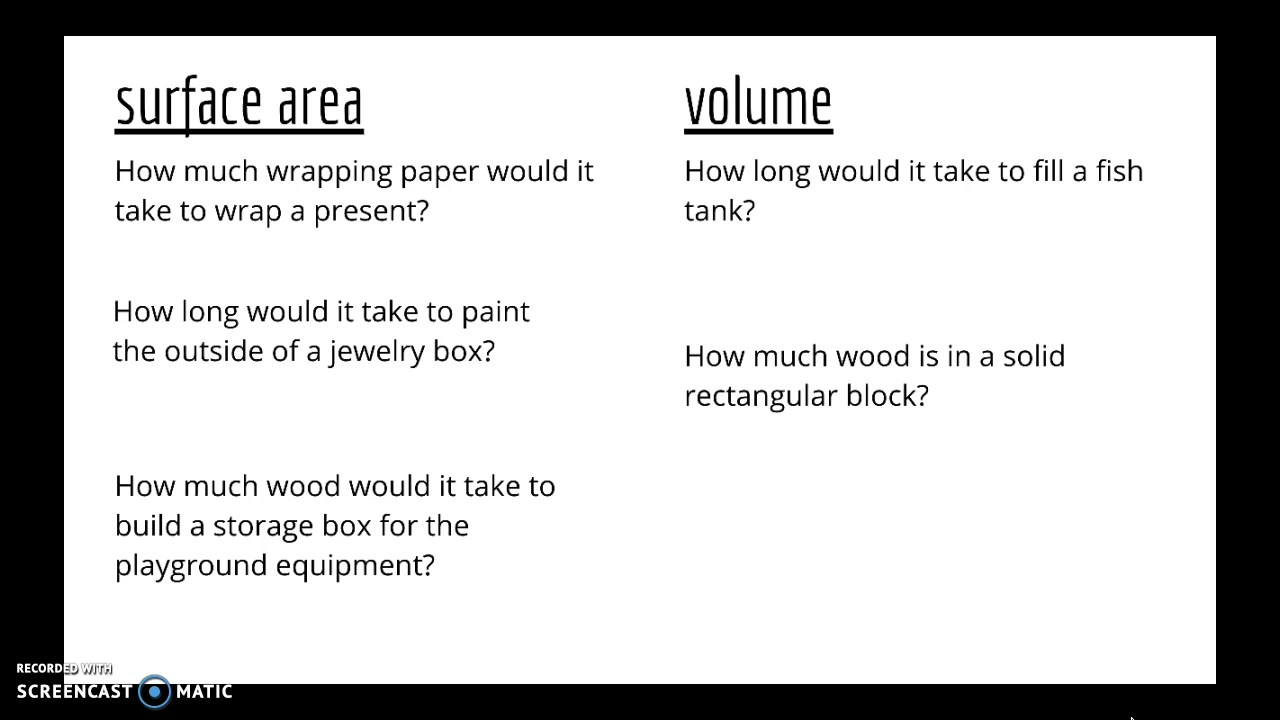 surface area
How much wrapping paper would it
take to wrap a present?
How long would it take to paint
the outside of a jewelry box?
How much wood would it take to
build a storage box for the
playground equipment?
volume
How long would it take to fill a fish
tank?
How much wood is in a solid
rectangular block?
RECORDED WITH
SCREENCAST MATIC